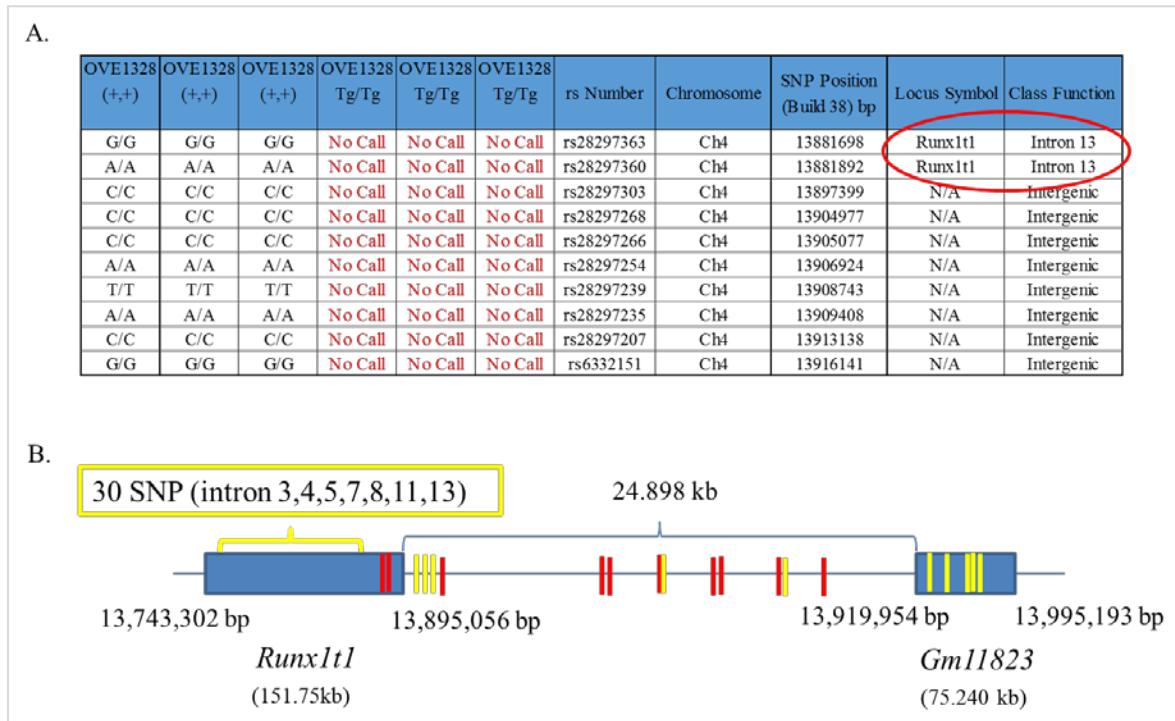 A.
OVE1328 (+,+) OVE1328 (+,+) OVE1328 (+,+) OVE1328 Tg/Tg OVE1328 Tg/Tg OVE1328 Tg/Tg rs Number Chromosome SNP Position (Build 38) bp Locus Symbol Class Function
G/G G/G G/G No Call No Call No Call rs28297363 Ch4 13881698 Runx1t1 Intron 13
A/A A/A A/A No Call No Call No Call rs28297360 Ch4 13881892 Runx1t1 Intron 13
C/C C/C C/C No Call No Call No Call rs28297303 Ch4 13897399 N/A Intergenic
C/C C/C C/C No Call No Call No Call rs28297268 Ch4 13904977 N/A Intergenic
C/C C/C C/C No Call No Call No Call rs28297266 Ch4 13905077 N/A Intergenic
A/A A/A A/A No Call No Call No Call rs28297254 Ch4 13906924 N/A Intergenic
T/T T/T T/T No Call No Call No Call rs28297239 Ch4 13908743 N/A Intergenic
A/A A/A A/A No Call No Call No Call rs28297235 Ch4 13909408 N/A Intergenic
C/C C/C C/C No Call No Call No Call rs28297207 Ch4 13913138 N/A Intergenic
G/G G/G G/G No Call No Call No Call rs6332151 Ch4 13916141 N/A Intergenic
B.
30 SNP (intron 3,4,5,7,8,11,13)
24.898 kb
13,743,302 bp 13,895,056 bp 13,919,954 bp 13,995,193 bp
Runx1t1 Gm11823
(151.75kb) (75.240 kb)